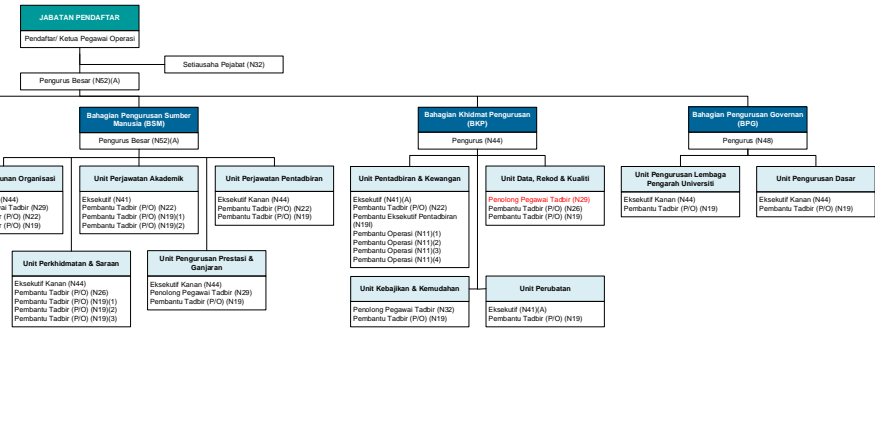 JABATAN PENDAFTAR
Pendaftar/ Ketua Pegawai Operasi
Setiausaha Pejabat (N32)
Pengurus Besar (N52)(A)
Bahagian Pengurusan Sumber
Manusia (BSM)
Pengurus Besar (N52)(A)
Bahagian Khidmat Pengurusan
(BKP)
Pengurus (N44)
Bahagian Pengurusan Governan
(BPG)
Pengurus (N48)
Organisasi
(N44)
Tadbir (N29)
(P/O) (N22)
(P/O) (N19)
Unit Perjawatan Akademik
Eksekutif (N41)
Pembantu Tadbir (P/O) (N22)
Pembantu Tadbir (P/O) (N19)(1)
Pembantu Tadbir (P/O) (N19)(2)
Unit Perjawatan Pentadbiran
Eksekutif Kanan (N44)
Pembantu Tadbir (P/O) (N22)
Pembantu Tadbir (P/O) (N19)
Unit Pentadbiran & Kewangan
Eksekutif (N41)(A)
Pembantu Tadbir (P/O) (N22)
Pembantu Eksekutif Pentadbiran
(N19I)
Pembantu Operasi (N11)(1)
Pembantu Operasi (N11)(2)
Pembantu Operasi (N11)(3)
Pembantu Operasi (N11)(4)
Unit Data, Rekod & Kualiti
Penolong Pegawai Tadbir (N29)
Pembantu Tadbir (P/O) (N26)
Pembantu Tadbir (P/O) (N19)
Unit Pengurusan Lembaga
Pengarah Universiti
Eksekutif Kanan (N44)
Pembantu Tadbir (P/O) (N19)
Unit Pengurusan Dasar
Eksekutif Kanan (N44)
Pembantu Tadbir (P/O) (N19)
Unit Perkhidmatan & Saraan
Eksekutif Kanan (N44)
Pembantu Tadbir (P/O) (N26)
Pembantu Tadbir (P/O) (N19)(1)
Pembantu Tadbir (P/O) (N19)(2)
Pembantu Tadbir (P/O) (N19)(3)
Unit Pengurusan Prestasi &
Ganjaran
Eksekutif Kanan (N44)
Penolong Pegawai Tadbir (N29)
Pembantu Tadbir (P/O) (N19)
Unit Kebajikan & Kemudahan
Penolong Pegawai Tadbir (N32)
Pembantu Tadbir (P/O) (N19)
Unit Perubatan
Eksekutif (N41)(A)
Pembantu Tadbir (P/O) (N19)